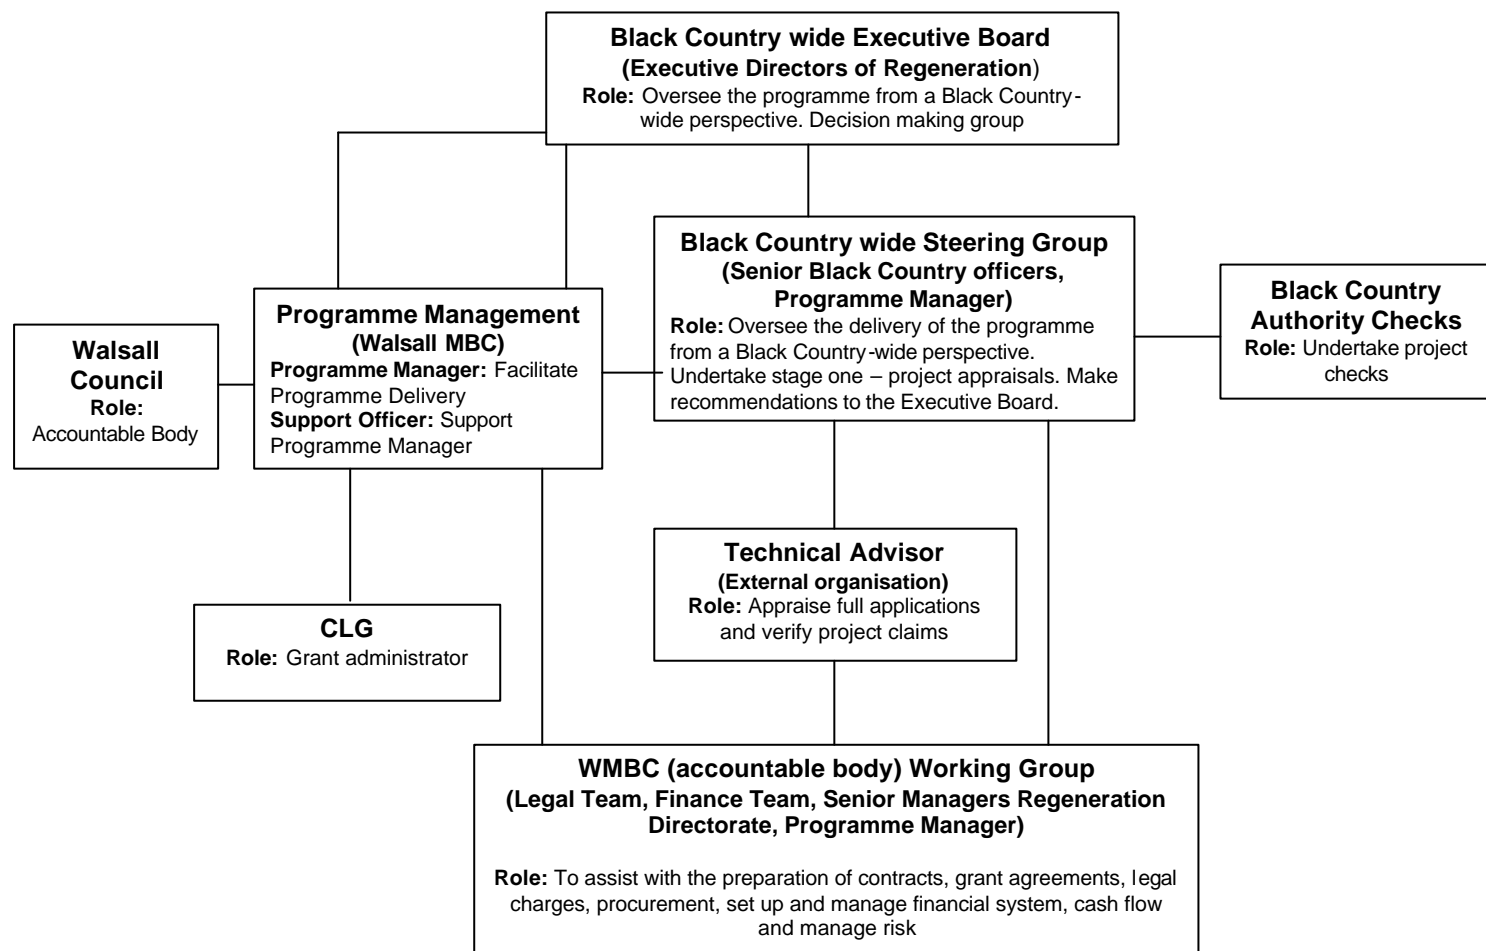 Black Country wide Executive Board
(Executive Directors of Regeneration)
Role: Oversee the programme from a Black Country-
wide perspective. Decision making group
Black Country wide Steering Group
(Senior Black Country officers,
Programme Manager)
Role: Oversee the delivery of the programme
from a Black Country-wide perspective.
Undertake stage one – project appraisals. Make
recommendations to the Executive Board.
Black Country
Authority Checks
Role: Undertake project
checks
Programme Management
(Walsall MBC)
Programme Manager: Facilitate
Programme Delivery
Support Officer: Support
Programme Manager
Walsall
Council
Role:
Accountable Body
Technical Advisor
(External organisation)
Role: Appraise full applications
and verify project claims
CLG
Role: Grant administrator
WMBC (accountable body) Working Group
(Legal Team, Finance Team, Senior Managers Regeneration
Directorate, Programme Manager)
Role: To assist with the preparation of contracts, grant agreements, legal
charges, procurement, set up and manage financial system, cash flow
and manage risk